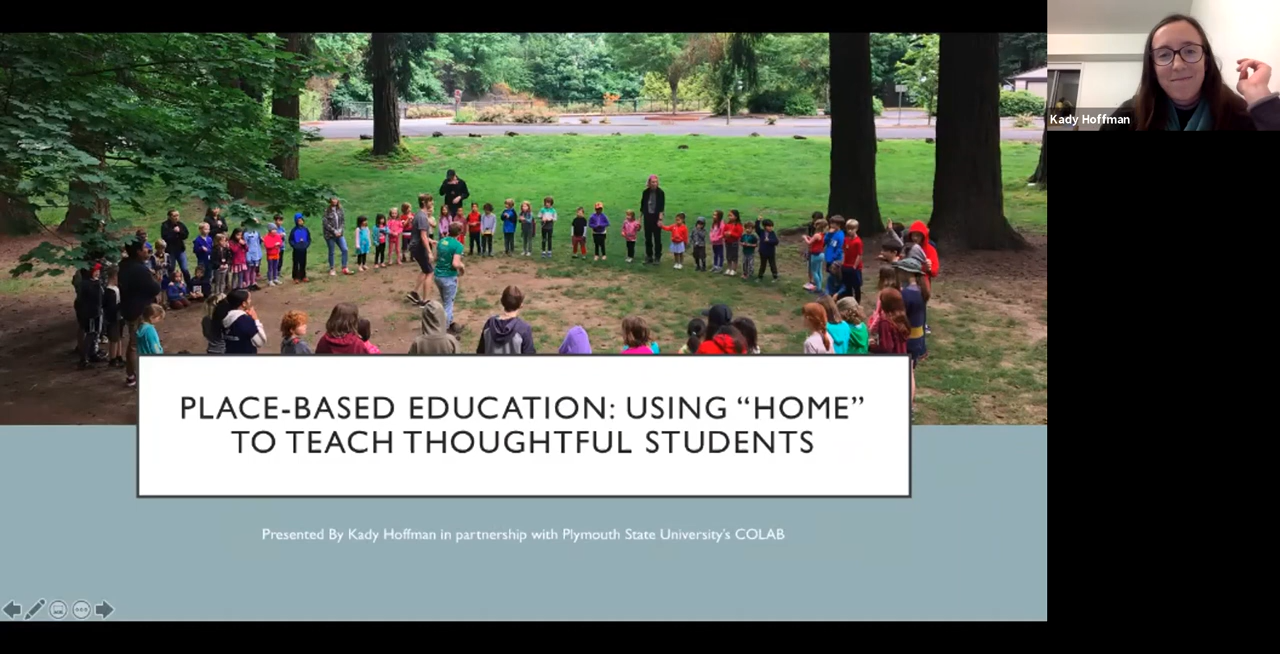 Kady Hoffman
PLACE-BASED EDUCATION: USING “HOME”
TO TEACH THOUGHTFUL STUDENTS
Presented By Kady Hoffman in partnership with Plymouth State University's COLAB